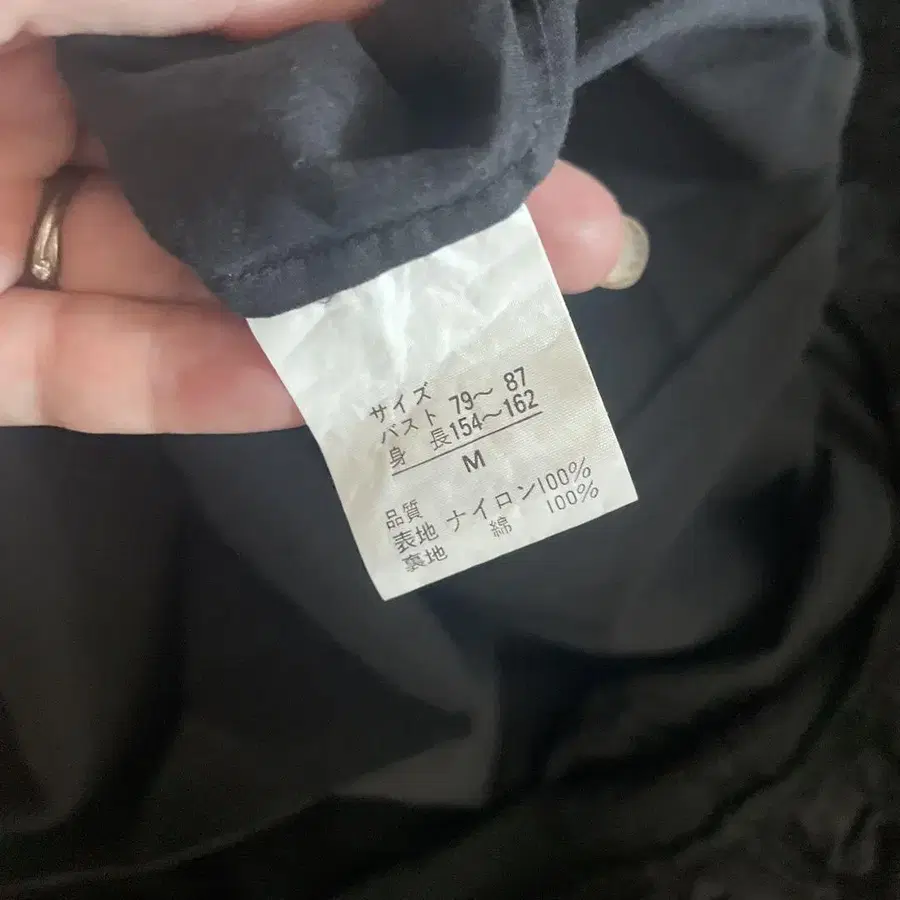 サイズ
バスト 79～ 87
身 長154～162
M
品質
表地 ナイロン100%
裏地 綿 100%